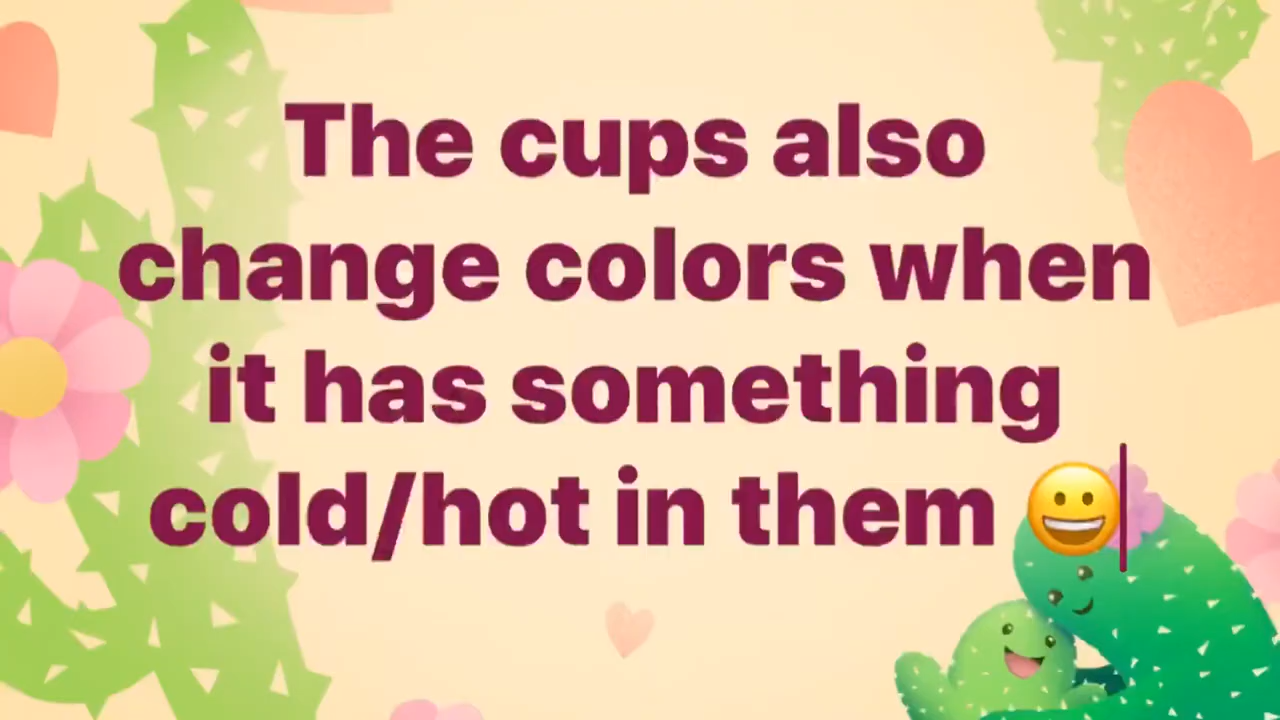 The cups also
change colors when
it has something
cold/hot in them 😀